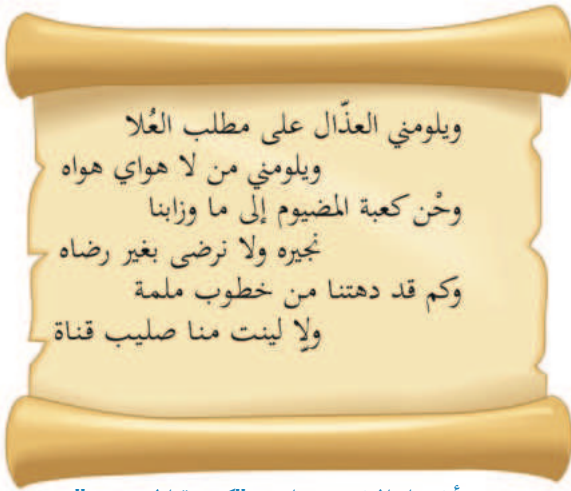 ويلومني العذّال على مطلب العُلا
ويلومني من لا هواي هواه
وحْن كعبة المضيوم إلى ما وزابنا
نجيره ولا نرضى بغير رضاه
وكم قد دهتنا من خطوب ملمة
ولا لينت منا صليب قناة